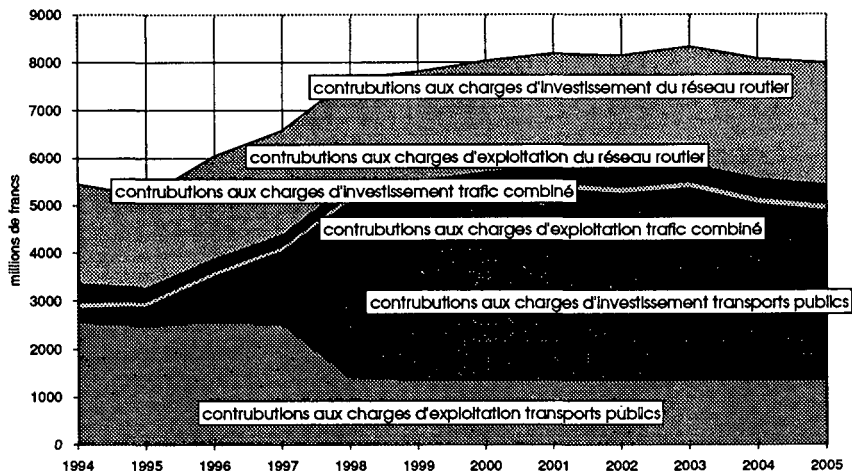 9000
8000
7000
6000
5000
4000
3000
2000
1000
0
millions de francs
contrubutions aux charges d'investissement du réseau routier
contrubutions aux charges d'exploitation du réseau routier
contrubutions aux charges d'investissement trafic combiné
contrubutions aux charges d'exploitation trafic combiné
contrubutions aux charges d'investissement transports publics
contrubutions aux charges d'exploitation transports publics
1994 1995 1996 1997 1998 1999 2000 2001 2002 2003 2004 2005